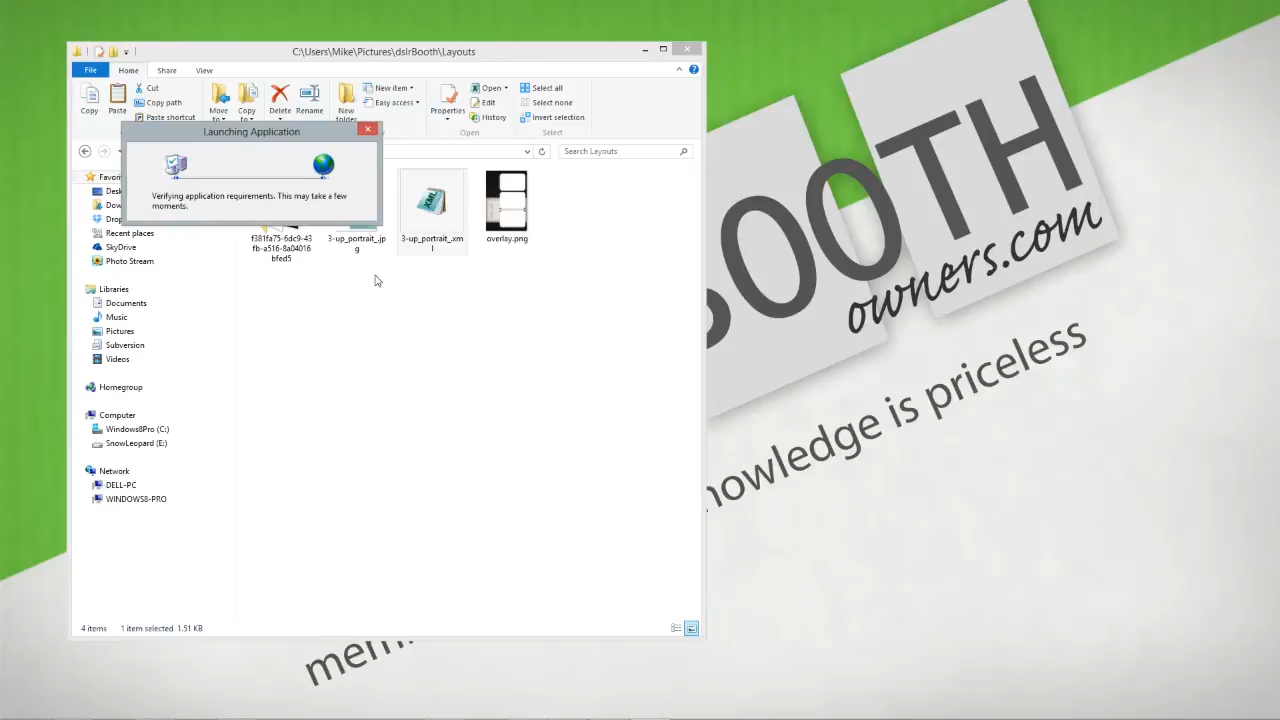 C:\Users\Mike\Pictures\dslrBooth\Layouts
File Home Share View
Copy
Paste
Cut
Copy path
Paste shortcut
Move to
Copy to
Delete
Rename
New folder
New item
Easy access
Properties
Open
Edit
History
Open
Select all
Select none
Invert selection
Select
Launching Application
Verifying application requirements. This may take a few
moments.
Search Layouts
Recent places
SkyDrive
Photo Stream
Libraries
Documents
Music
Pictures
Subversion
Videos
Homegroup
Computer
Windows8Pro (C:)
SnowLeopard (E:)
Network
DELL-PC
WINDOWS8-PRO
f381fa75-6dc9-43
fb-a516-8a04016
bfed5
3-up_portrait_.jp
g
3-up_portrait_.xm
l
overlay.png
4 items 1 item selected 1.51 KB
OOTH
owners.com
nowledge is priceless
mem